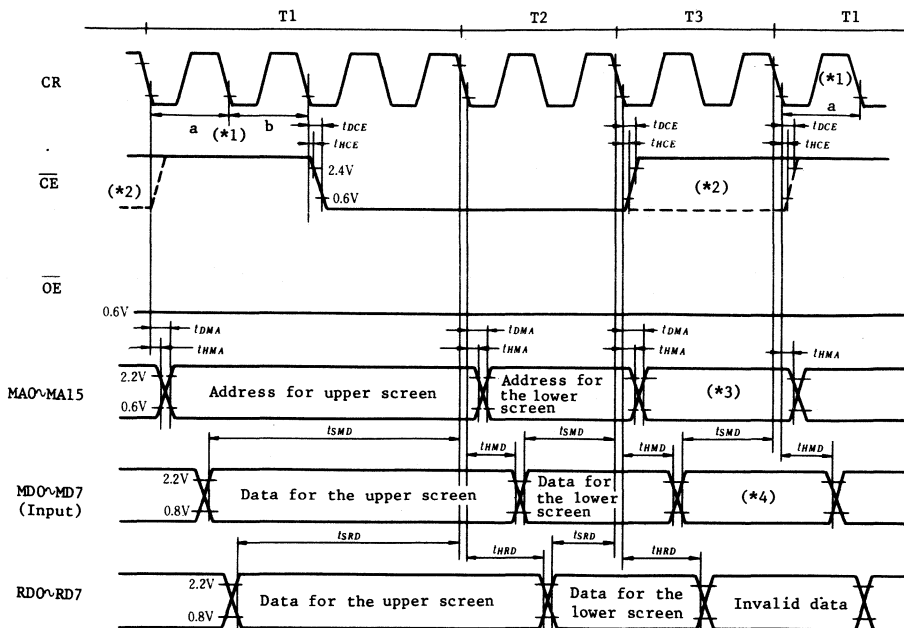 T1 T2 T3 T1
CR
(*1)
a (*1) b a
tDCE tDCE tDCE
tHCE tHCE tHCE
CE
(*2) 2.4V (*2)
0.6V
OE
0.6V
tDMA tDMA tDMA
tHMA tHMA tHMA tHMA
MA0~MA15
2.2V
0.6V
Address for upper screen
Address for
the lower
screen
(*3)
tSMD tHMD tSMD tHMD tSMD tHMD
MD0~MD7
(Input)
2.2V
0.8V
Data for the upper screen
Data for
the lower
screen
(*4)
tSRD tHRD tSRD tHRD
RD0~RD7
2.2V
0.8V
Data for the upper screen
Data for the
lower screen
Invalid data